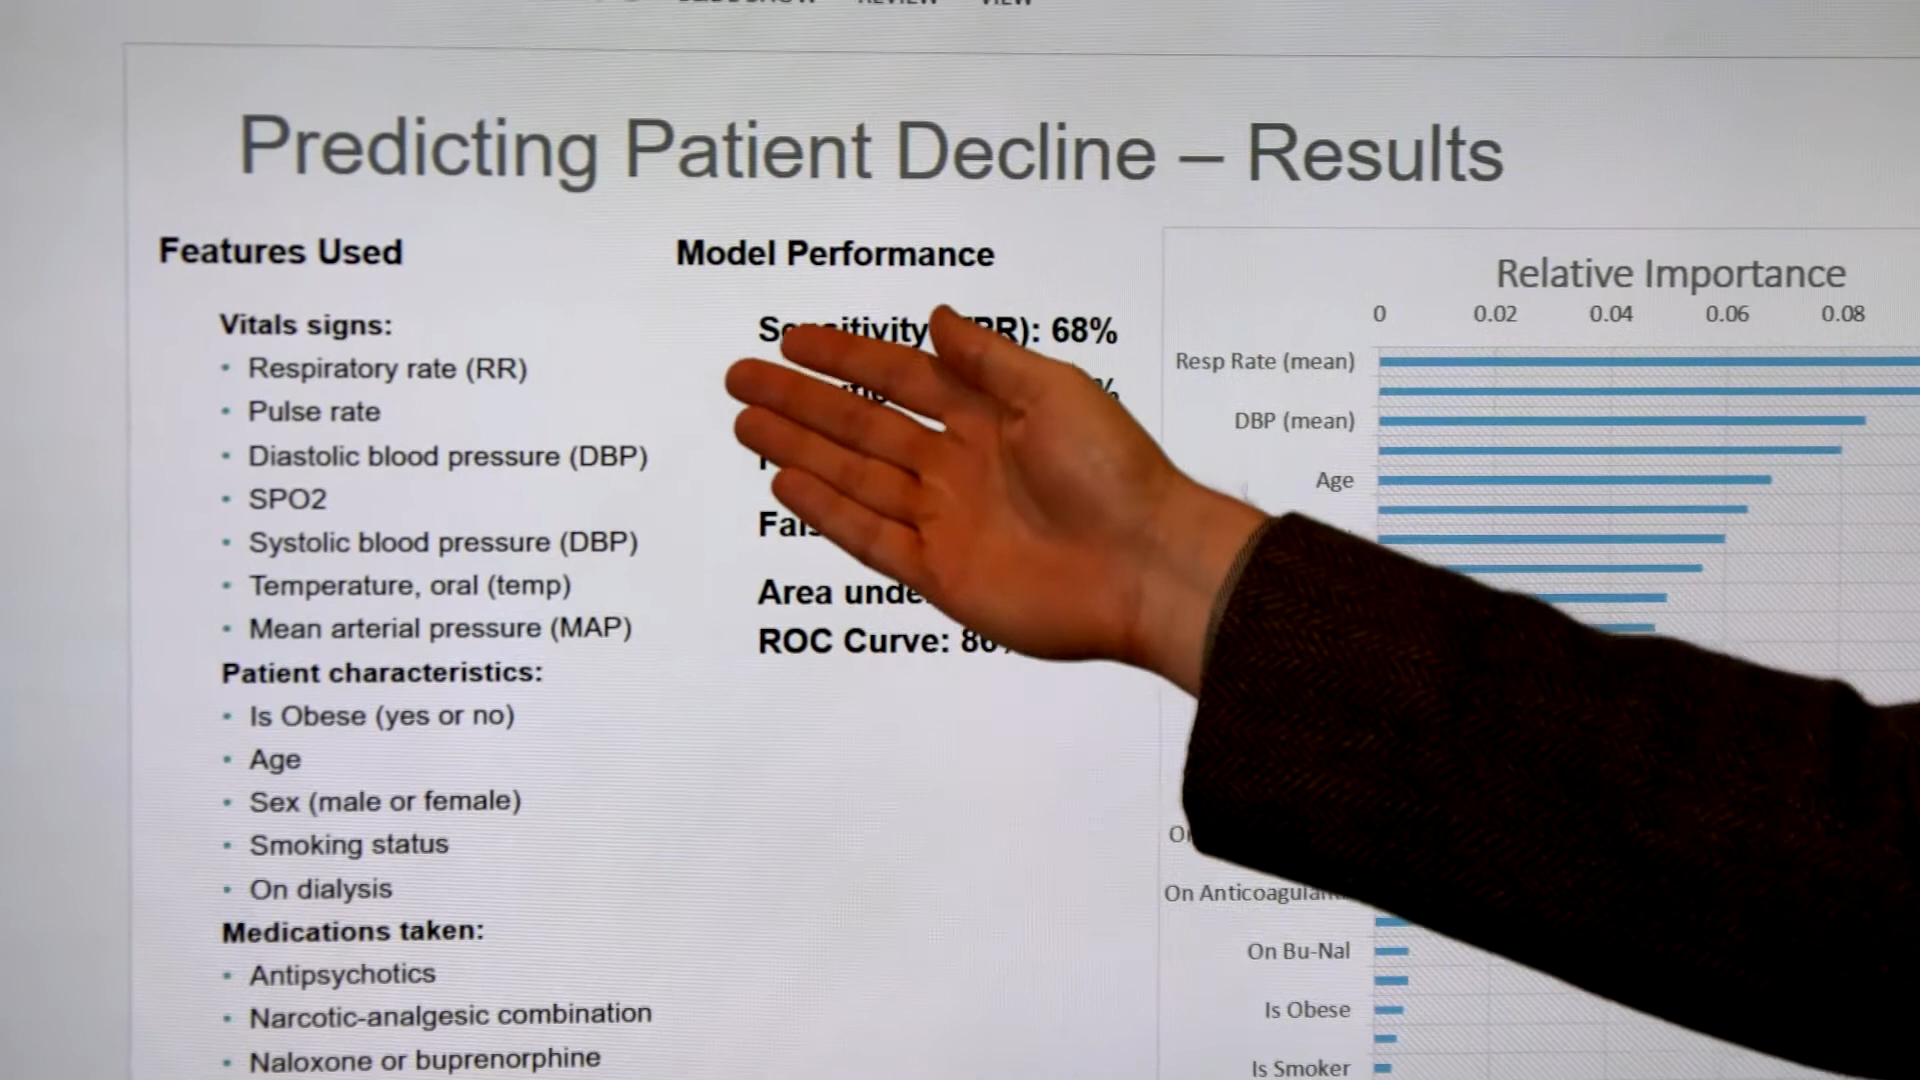 REVIEW VIEW
Predicting Patient Decline – Results
Features Used
Vitals signs:
• Respiratory rate (RR)
• Pulse rate
• Diastolic blood pressure (DBP)
• SPO2
• Systolic blood pressure (DBP)
• Temperature, oral (temp)
• Mean arterial pressure (MAP)
Patient characteristics:
• Is Obese (yes or no)
• Age
• Sex (male or female)
• Smoking status
• On dialysis
Medications taken:
• Antipsychotics
• Narcotic-analgesic combination
• Naloxone or buprenorphine
Model Performance
68%
Area
ROC Curve:
Relative Importance
0 0.02 0.04 0.06 0.08
Resp Rate (mean)
DBP (mean)
Age
On
On Bu-Nal
Is Obese
Is Smoker